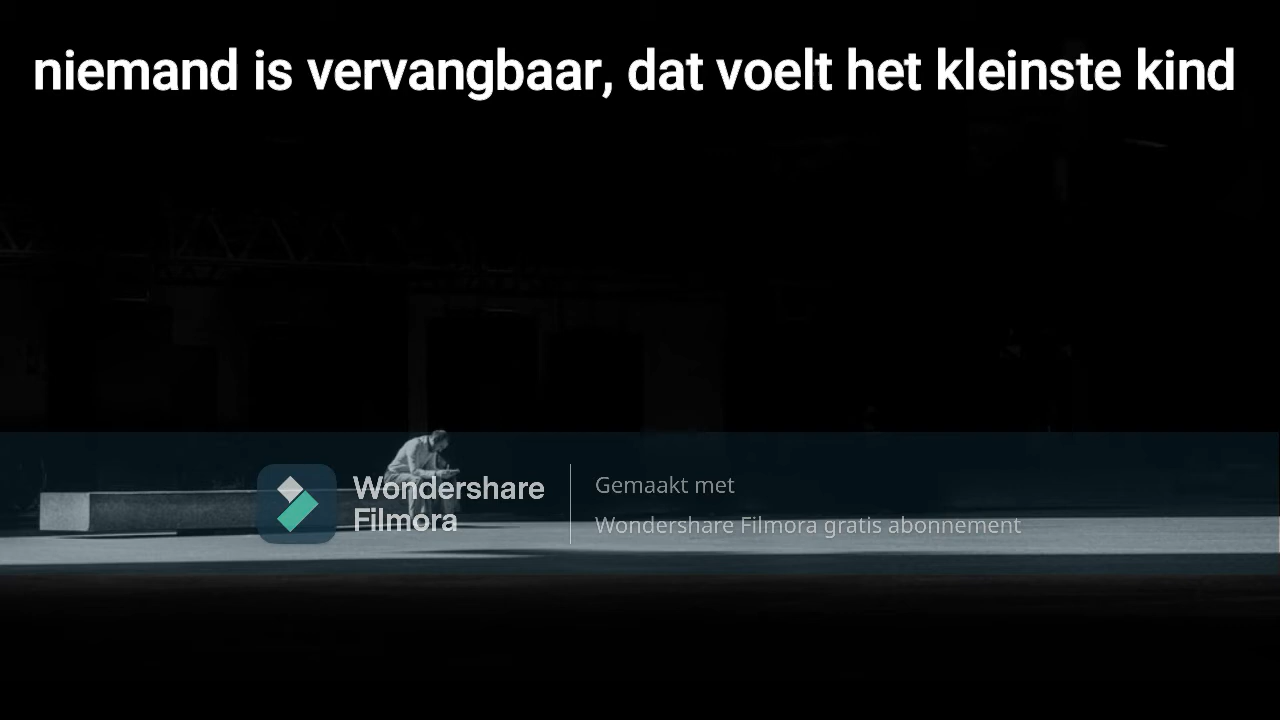 niemand is vervangbaar, dat voelt het kleinste kind
Wondershare
Filmora
Gemaakt met
Wondershare Filmora gratis abonnement